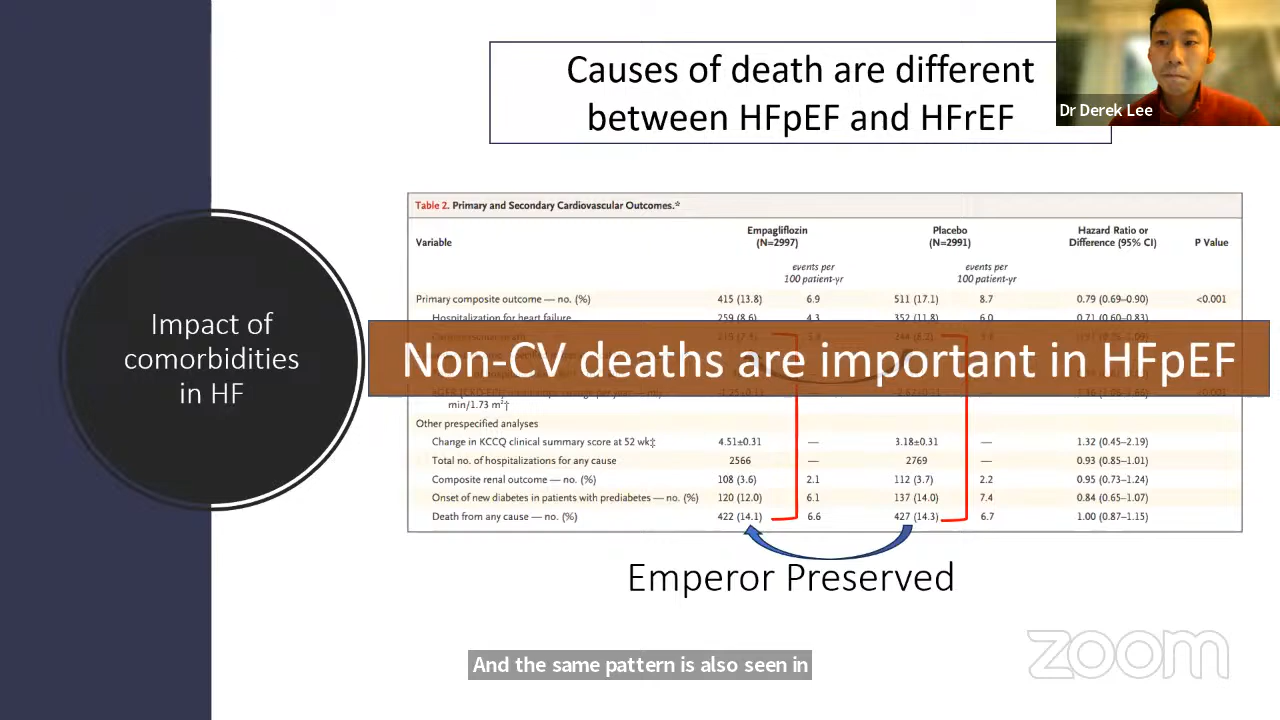 Causes of death are different
between HFpEF and HFrEF
Dr Derek Lee
Impact of
comorbidities
in HF
Table 2. Primary and Secondary Cardiovascular Outcomes.*
Variable Empagliflozin (N=2997) Placebo (N=2991) Hazard Ratio or Difference (95% CI) P Value
events per 100 patient-yr events per 100 patient-yr
Primary composite outcome — no. (%) 415 (13.8) 6.9 511 (17.1) 8.7 0.79 (0.69–0.90) <0.001
Hospitalization for heart failure 259 (8.6) 4.3 352 (11.8) 6.0 0.71 (0.60–0.83)
Non-CV deaths are important in HFpEF
min/1.73 m²†
Other prespecified analyses
Change in KCCQ clinical summary score at 52 wk‡ 4.51±0.31 — 3.18±0.31 — 1.32 (0.45–2.19)
Total no. of hospitalizations for any cause 2566 — 2769 — 0.93 (0.85–1.01)
Composite renal outcome — no. (%) 108 (3.6) 2.1 112 (3.7) 2.2 0.95 (0.73–1.24)
Onset of new diabetes in patients with prediabetes — no. (%) 120 (12.0) 6.1 137 (14.0) 7.4 0.84 (0.65–1.07)
Death from any cause — no. (%) 422 (14.1) 6.6 427 (14.3) 6.7 1.00 (0.87–1.15)
Emperor Preserved
And the same pattern is also seen in
zoom